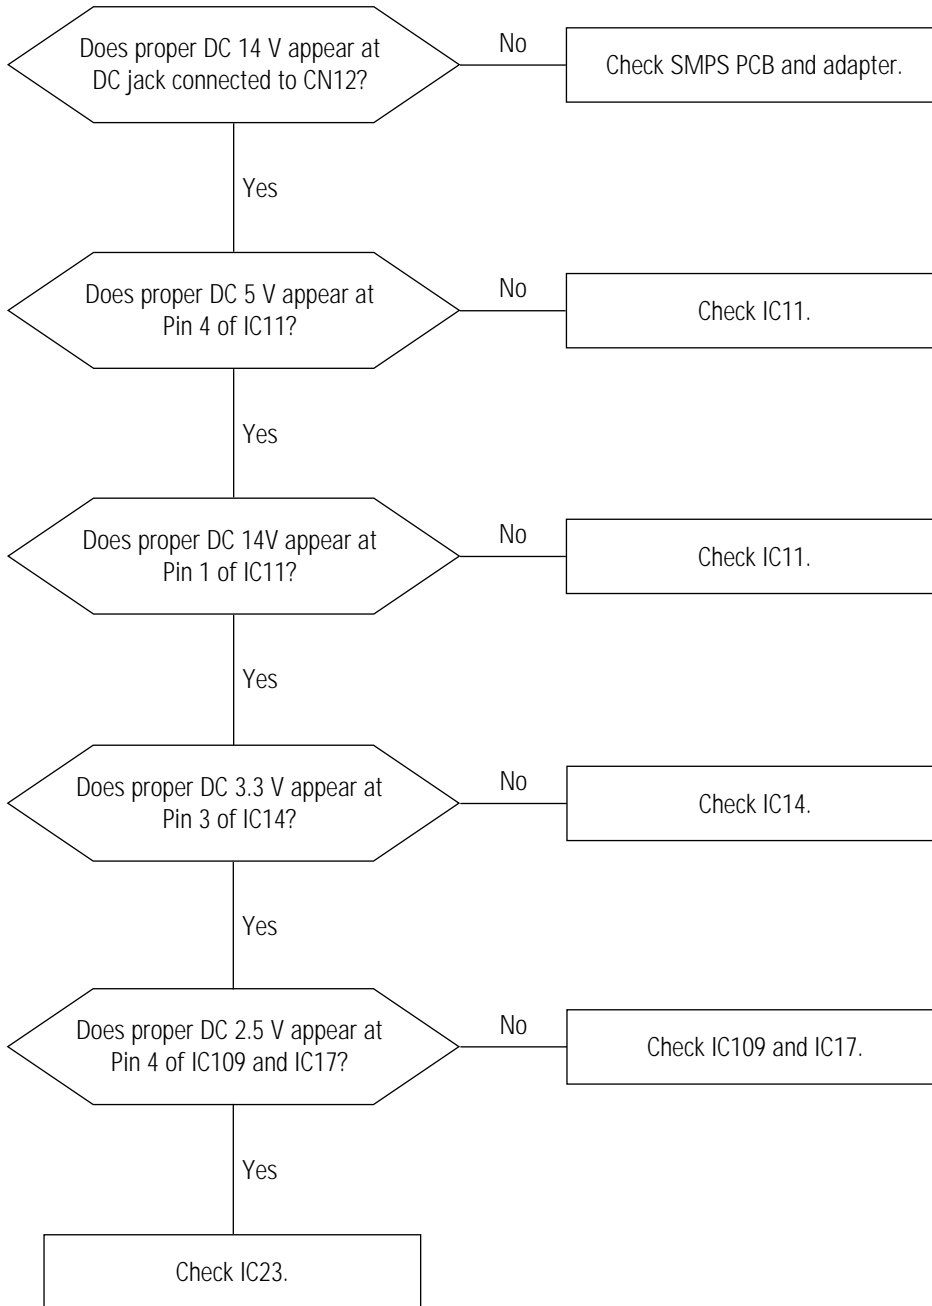 Does proper DC 14 V appear at
DC jack connected to CN12?
No
Check SMPS PCB and adapter.
Yes
Does proper DC 5 V appear at
Pin 4 of IC11?
No
Check IC11.
Yes
Does proper DC 14V appear at
Pin 1 of IC11?
No
Check IC11.
Yes
Does proper DC 3.3 V appear at
Pin 3 of IC14?
No
Check IC14.
Yes
Does proper DC 2.5 V appear at
Pin 4 of IC109 and IC17?
No
Check IC109 and IC17.
Yes
Check IC23.